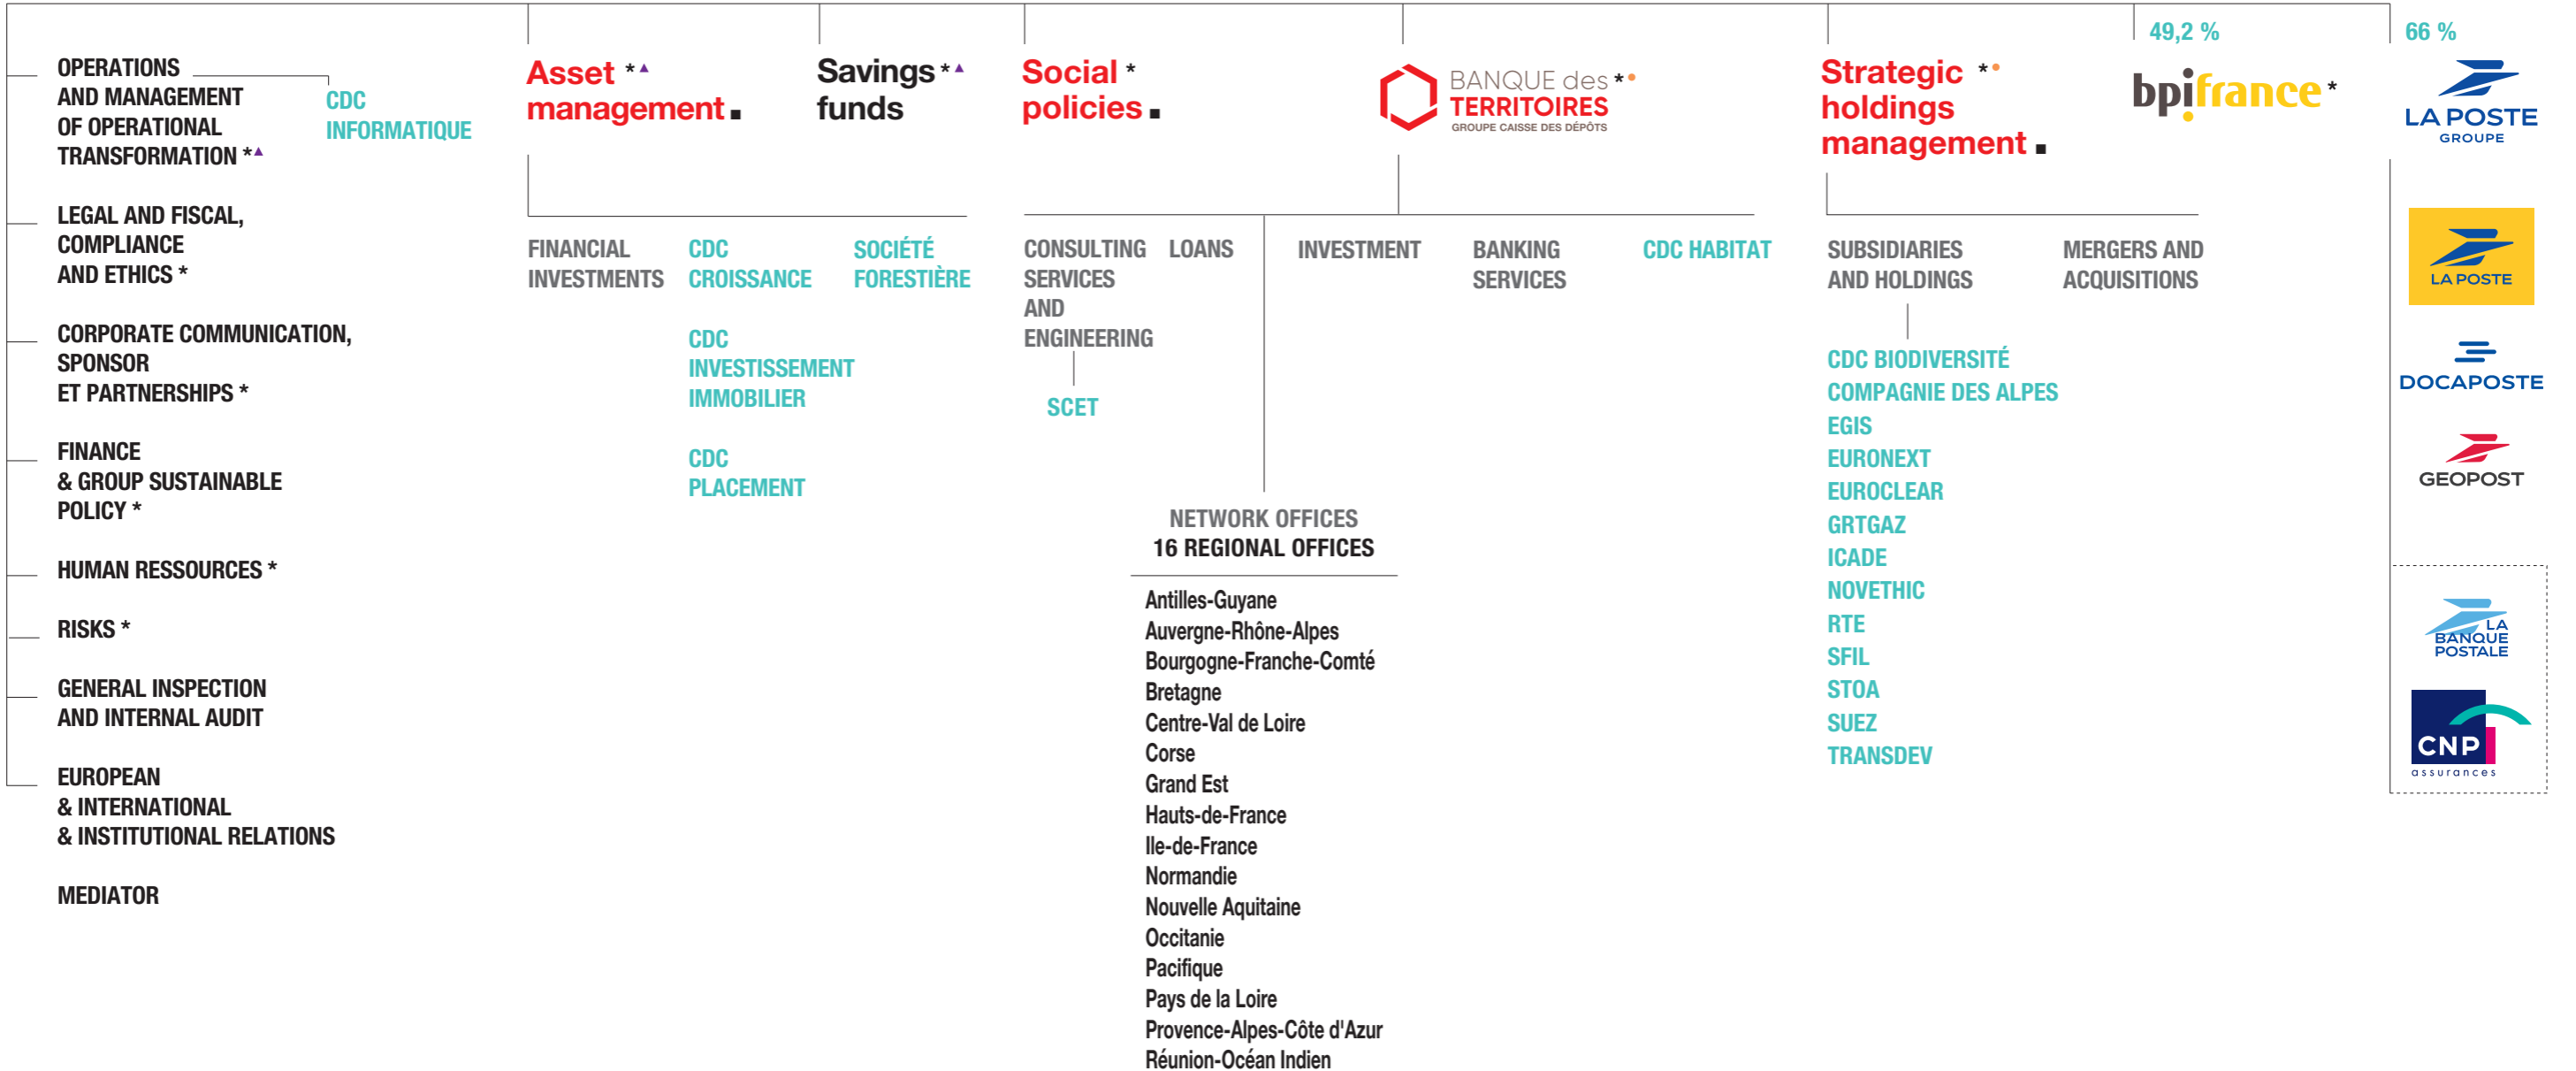 OPERATIONS
AND MANAGEMENT
OF OPERATIONAL
TRANSFORMATION *▲
CDC
INFORMATIQUE
LEGAL AND FISCAL,
COMPLIANCE
AND ETHICS *
CORPORATE COMMUNICATION,
SPONSOR
ET PARTNERSHIPS *
FINANCE
& GROUP SUSTAINABLE
POLICY *
HUMAN RESSOURCES *
RISKS *
GENERAL INSPECTION
AND INTERNAL AUDIT
EUROPEAN
& INTERNATIONAL
& INSTITUTIONAL RELATIONS
MEDIATOR
Asset *▲
management.
FINANCIAL
INVESTMENTS
CDC
CROISSANCE
CDC
INVESTISSEMENT
IMMOBILIER
CDC
PLACEMENT
SOCIÉTÉ
FORESTIÈRE
Savings *▲
funds
Social *
policies.
BANQUE des *•
TERRITOIRES
GROUPE CAISSE DES DÉPÔTS
CONSULTING
SERVICES
AND
ENGINEERING
SCET
LOANS
INVESTMENT
BANKING
SERVICES
CDC HABITAT
NETWORK OFFICES
16 REGIONAL OFFICES
Antilles-Guyane
Auvergne-Rhône-Alpes
Bourgogne-Franche-Comté
Bretagne
Centre-Val de Loire
Corse
Grand Est
Hauts-de-France
Ile-de-France
Normandie
Nouvelle Aquitaine
Occitanie
Pacifique
Pays de la Loire
Provence-Alpes-Côte d'Azur
Réunion-Océan Indien
Strategic *•
holdings
management.
SUBSIDIARIES
AND HOLDINGS
CDC BIODIVERSITÉ
COMPAGNIE DES ALPES
EGIS
EURONEXT
EUROCLEAR
GRTGAZ
ICADE
NOVETHIC
RTE
SFIL
STOA
SUEZ
TRANSDEV
MERGERS AND
ACQUISITIONS
49,2 %
bpifrance *
66 %
LA POSTE
GROUPE
LA POSTE
DOCAPOSTE
GEOPOST
LA
BANQUE
POSTALE
CNP
assurances